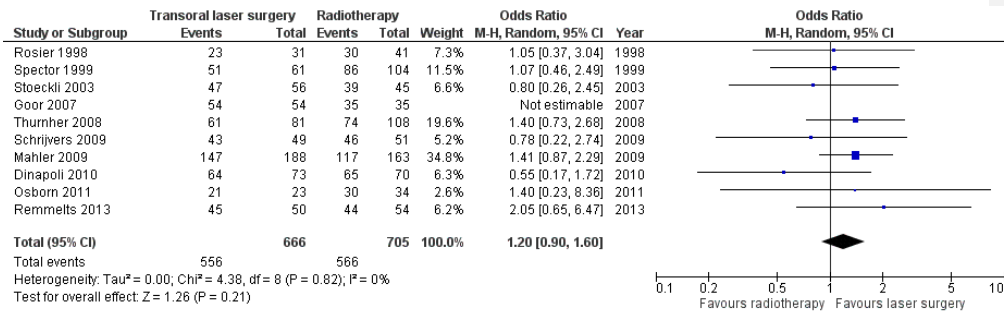 Transoral laser surgery Radiotherapy Odds Ratio Odds Ratio
Study or Subgroup Events Total Events Total Weight M-H, Random, 95% CI Year M-H, Random, 95% CI
Rosier 1998 23 31 30 41 7.3% 1.05 [0.37, 3.04] 1998
Spector 1999 51 61 86 104 11.5% 1.07 [0.46, 2.49] 1999
Stoeckli 2003 47 56 39 45 6.6% 0.80 [0.26, 2.45] 2003
Goor 2007 54 54 35 35 Not estimable 2007
Thurnher 2008 61 81 74 108 19.6% 1.40 [0.73, 2.68] 2008
Schrijvers 2009 43 49 46 51 5.2% 0.78 [0.22, 2.74] 2009
Mahler 2009 147 188 117 163 34.8% 1.41 [0.87, 2.29] 2009
Dinapoli 2010 64 73 65 70 6.3% 0.55 [0.17, 1.72] 2010
Osborn 2011 21 23 30 34 2.6% 1.40 [0.23, 8.36] 2011
Remmelts 2013 45 50 44 54 6.2% 2.05 [0.65, 6.47] 2013
Total (95% CI) 666 705 100.0% 1.20 [0.90, 1.60]
Total events 556 566
Heterogeneity: Tau² = 0.00; Chi² = 4.38, df = 8 (P = 0.82); I² = 0%
Test for overall effect: Z = 1.26 (P = 0.21)
0.1 0.2 0.5 1 2 5 10
Favours radiotherapy Favours laser surgery